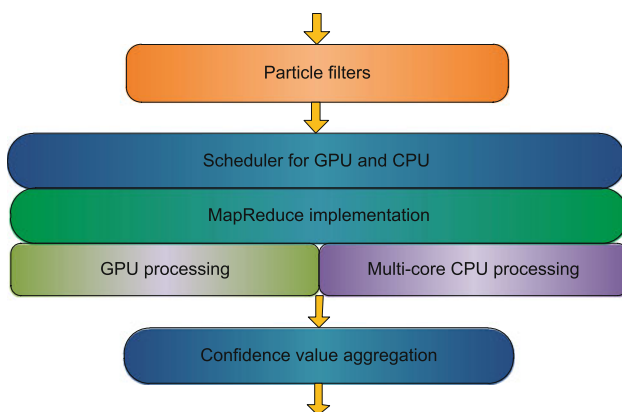 Particle filters
Scheduler for GPU and CPU
MapReduce implementation
GPU processing
Multi-core CPU processing
Confidence value aggregation